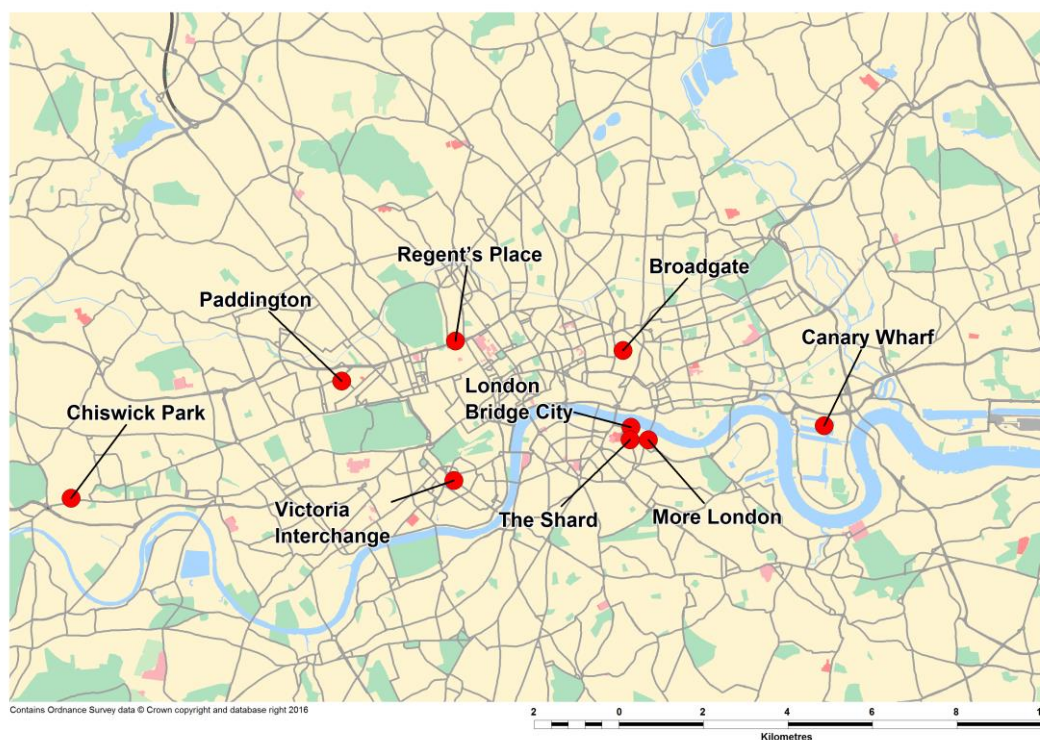 Regent's Place
Broadgate
Paddington
Canary Wharf
London
Bridge City
Chiswick Park
Victoria
Interchange
The Shard
More London
Contains Ordnance Survey data © Crown copyright and database right 2016
2 0 2 4 6 8 1
Kilometres